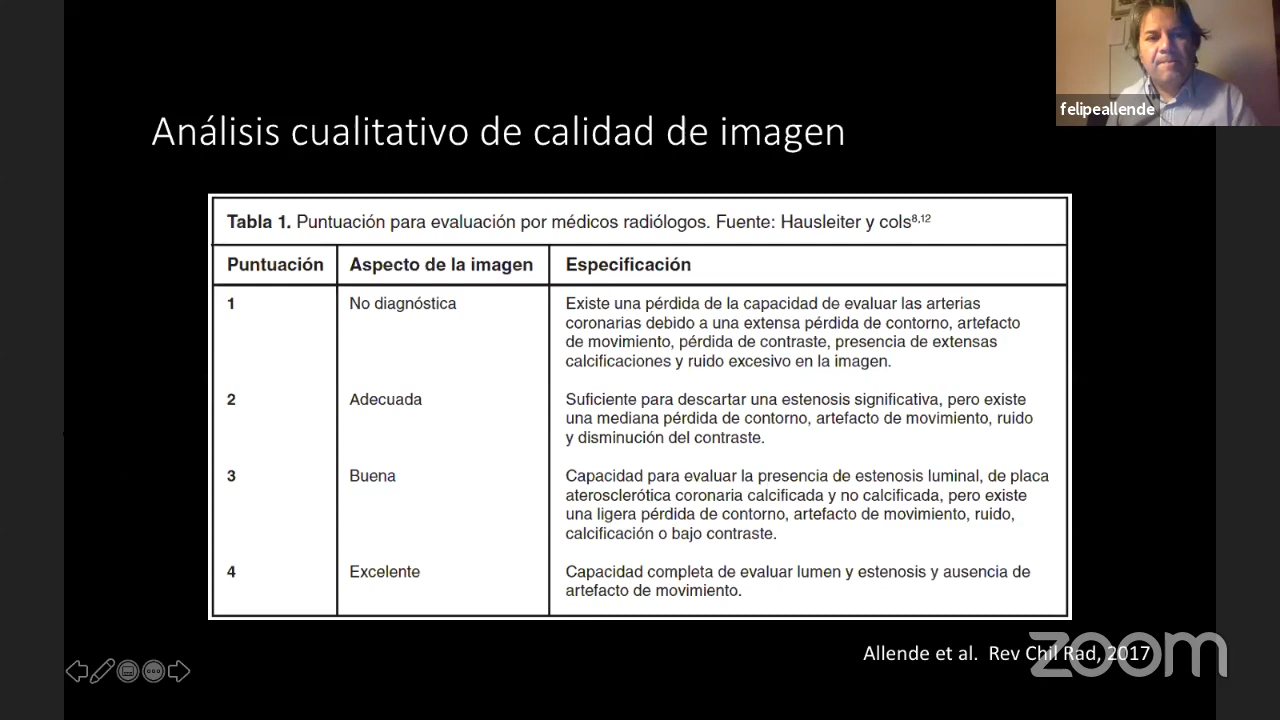 felipeallende
Análisis cualitativo de calidad de imagen
Tabla 1. Puntuación para evaluación por médicos radiólogos. Fuente: Hausleiter y cols8,12
Puntuación Aspecto de la imagen Especificación
1 No diagnóstica Existe una pérdida de la capacidad de evaluar las arterias
coronarias debido a una extensa pérdida de contorno, artefacto
de movimiento, pérdida de contraste, presencia de extensas
calcificaciones y ruido excesivo en la imagen.
2 Adecuada Suficiente para descartar una estenosis significativa, pero existe
una mediana pérdida de contorno, artefacto de movimiento, ruido
y disminución del contraste.
3 Buena Capacidad para evaluar la presencia de estenosis luminal, de placa
aterosclerótica coronaria calcificada y no calcificada, pero existe
una ligera pérdida de contorno, artefacto de movimiento, ruido,
calcificación o bajo contraste.
4 Excelente Capacidad completa de evaluar lumen y estenosis y ausencia de
artefacto de movimiento.
Allende et al. Rev Chil Rad, 2017
zoom